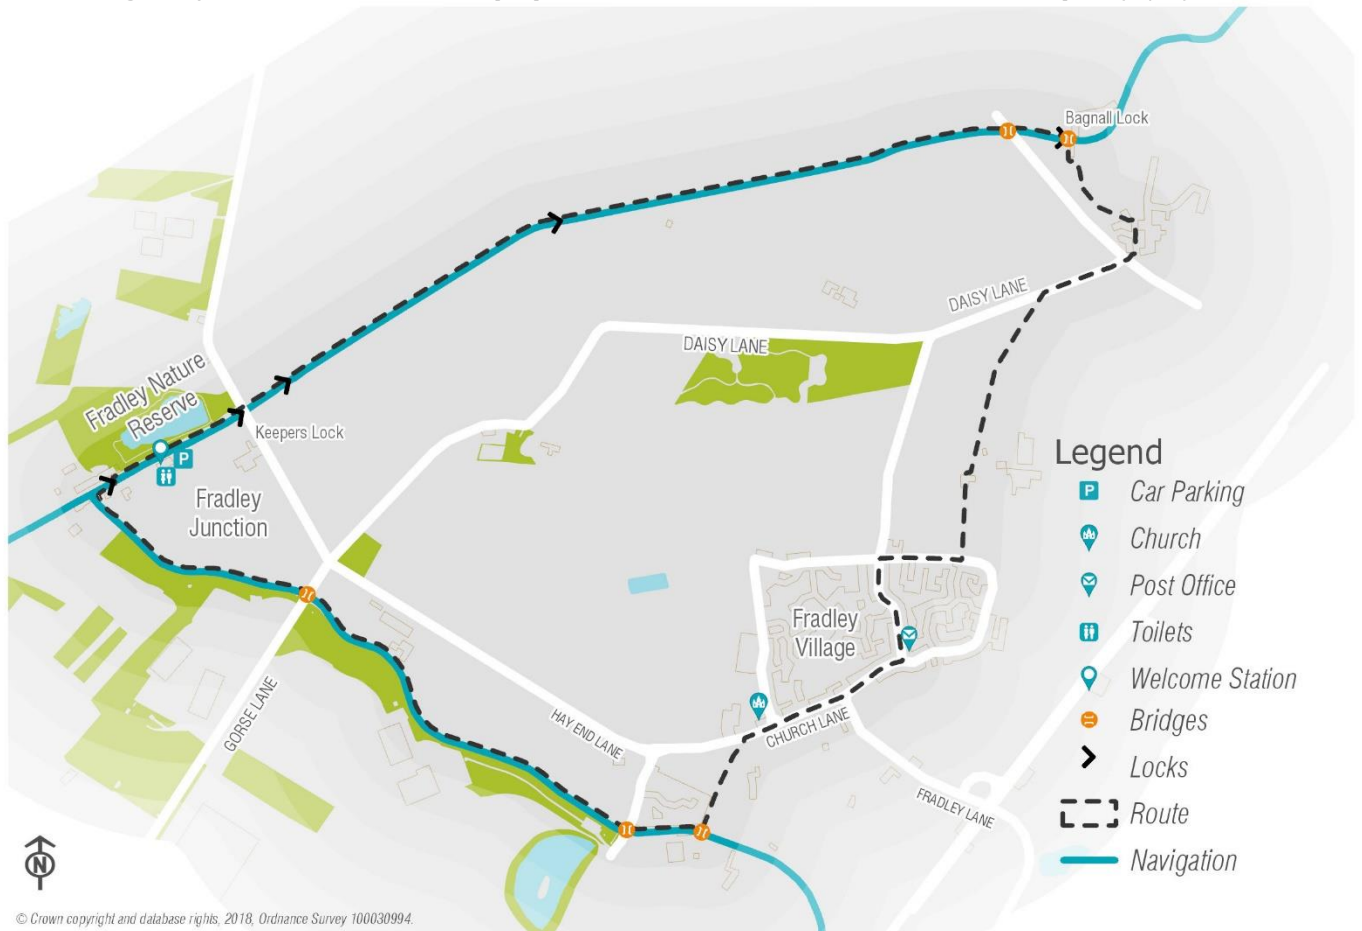 Bagnall Lock
DAISY LANE
DAISY LANE
Fradley Nature
Reserve
Keepers Lock
P
Fradley
Junction
Legend
P Car Parking
Church
Post Office
Toilets
Welcome Station
Bridges
Locks
Route
Navigation
Fradley
Village
GORSE LANE
HAY END LANE
CHURCH LANE
FRADLEY LANE
N
© Crown copyright and database rights, 2018, Ordnance Survey 100030994.